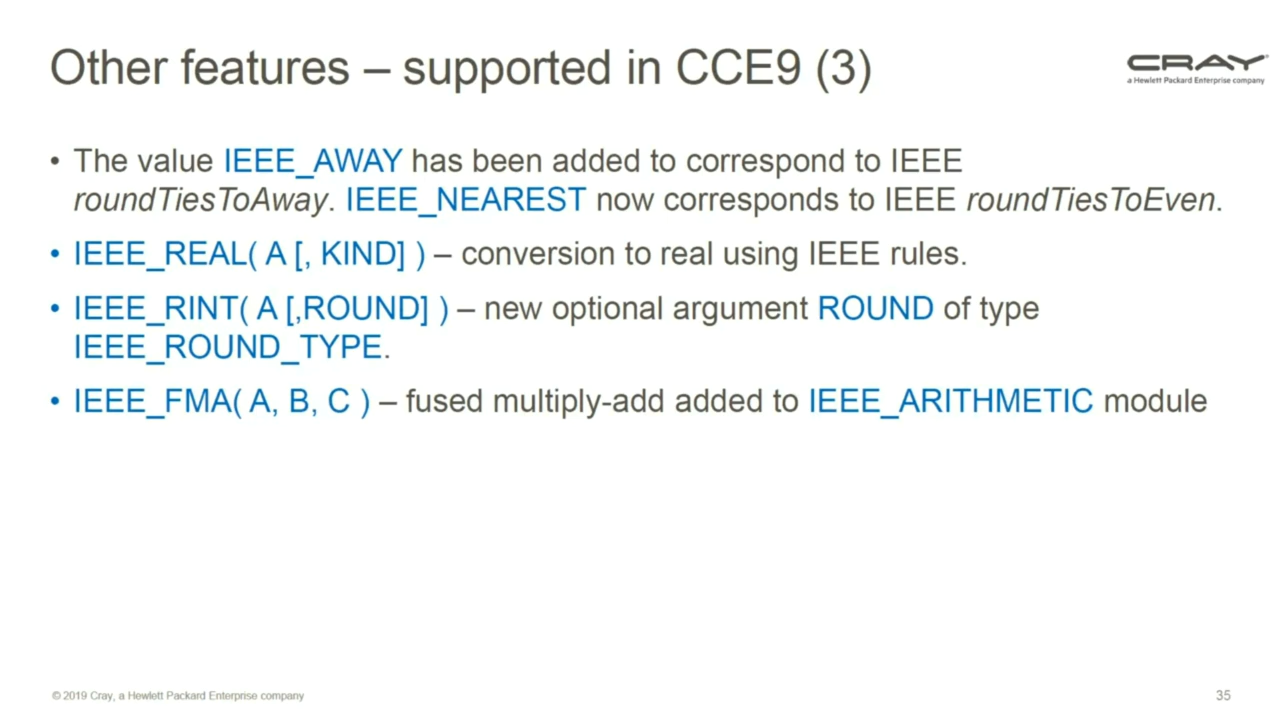 Other features – supported in CCE9 (3)
CRAY
a Hewlett Packard Enterprise company
• The value IEEE_AWAY has been added to correspond to IEEE
roundTiesToAway. IEEE_NEAREST now corresponds to IEEE roundTiesToEven.
• IEEE_REAL( A [, KIND] ) – conversion to real using IEEE rules.
• IEEE_RINT( A [,ROUND] ) – new optional argument ROUND of type
IEEE_ROUND_TYPE.
• IEEE_FMA( A, B, C ) – fused multiply-add added to IEEE_ARITHMETIC module
© 2019 Cray, a Hewlett Packard Enterprise company
35